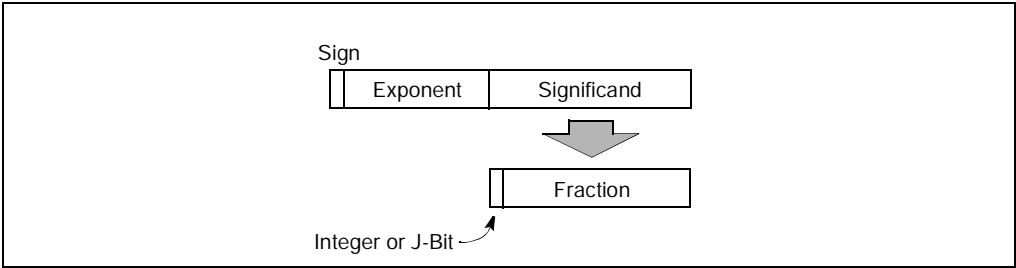 Sign
Exponent Significand
Fraction
Integer or J-Bit